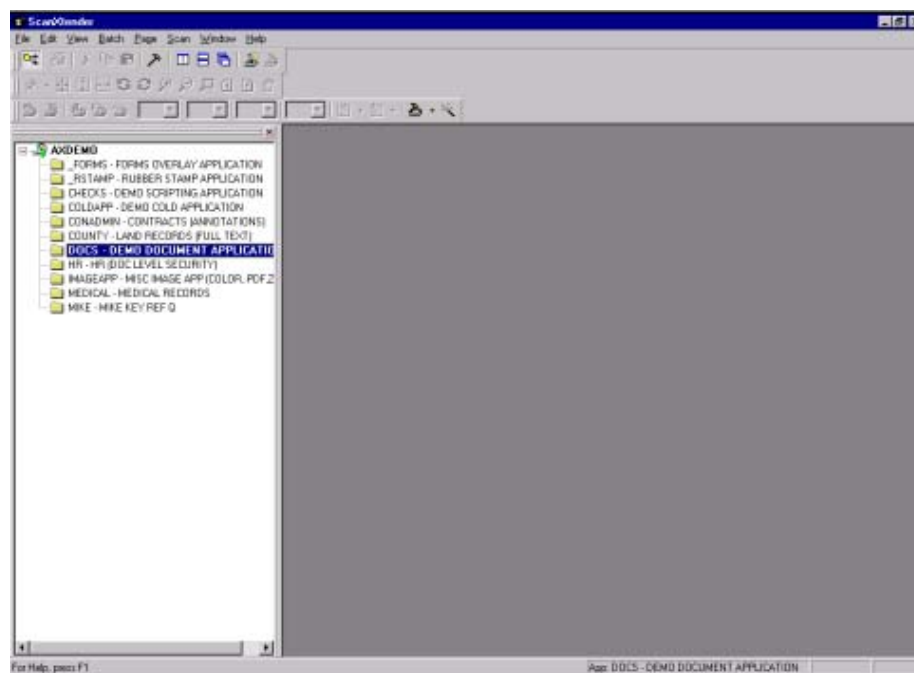 ScanXtender
File Edit View Batch Page Scan Window Help
AXDEMO
_FORMS - FORMS OVERLAY APPLICATION
_RSTAMP - RUBBER STAMP APPLICATION
CHECKS - DEMO SCRIPTING APPLICATION
COLDAPP - DEMO COLD APPLICATION
CONADMIN - CONTRACTS (ANNOTATIONS)
COUNTY - LAND RECORDS (FULL TEXT)
DOCS - DEMO DOCUMENT APPLICATIO
HR - HR (DOC LEVEL SECURITY)
IMAGEAPP - MISC IMAGE APP (COLOR, PDF,Z
MEDICAL - MEDICAL RECORDS
MIKE - MIKE KEY REF Q
For Help, press F1
App: DOCS - DEMO DOCUMENT APPLICATION